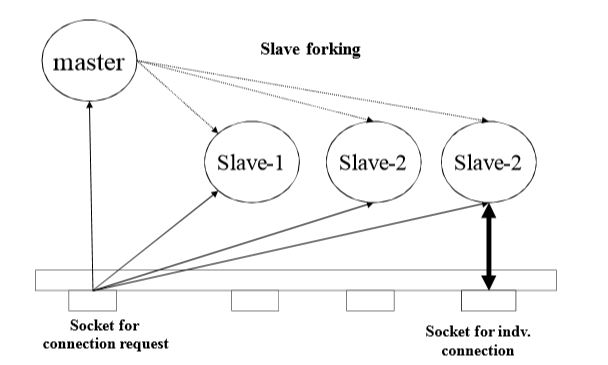 Slave forking
master
Slave-1
Slave-2
Slave-2
Socket for
connection request
Socket for indv.
connection